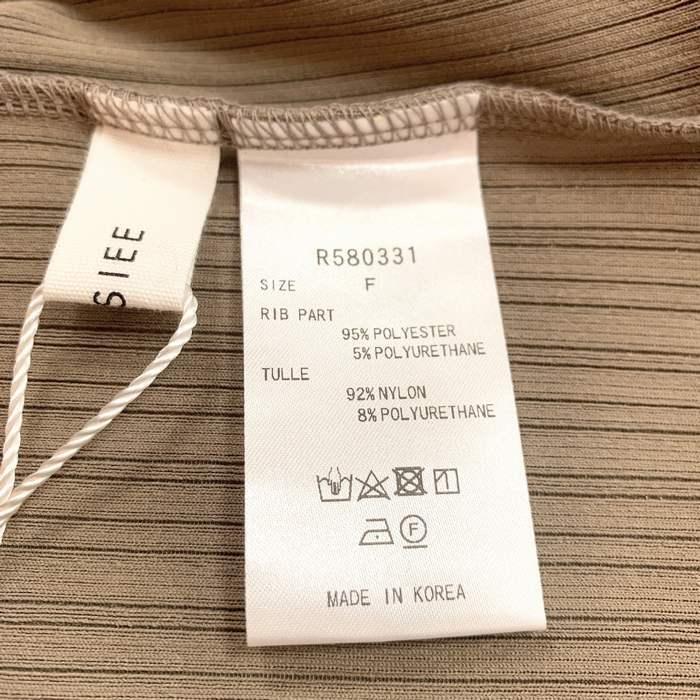 SIEE
R580331
SIZE F
RIB PART
95% POLYESTER
5% POLYURETHANE
TULLE
92% NYLON
8% POLYURETHANE
F
MADE IN KOREA